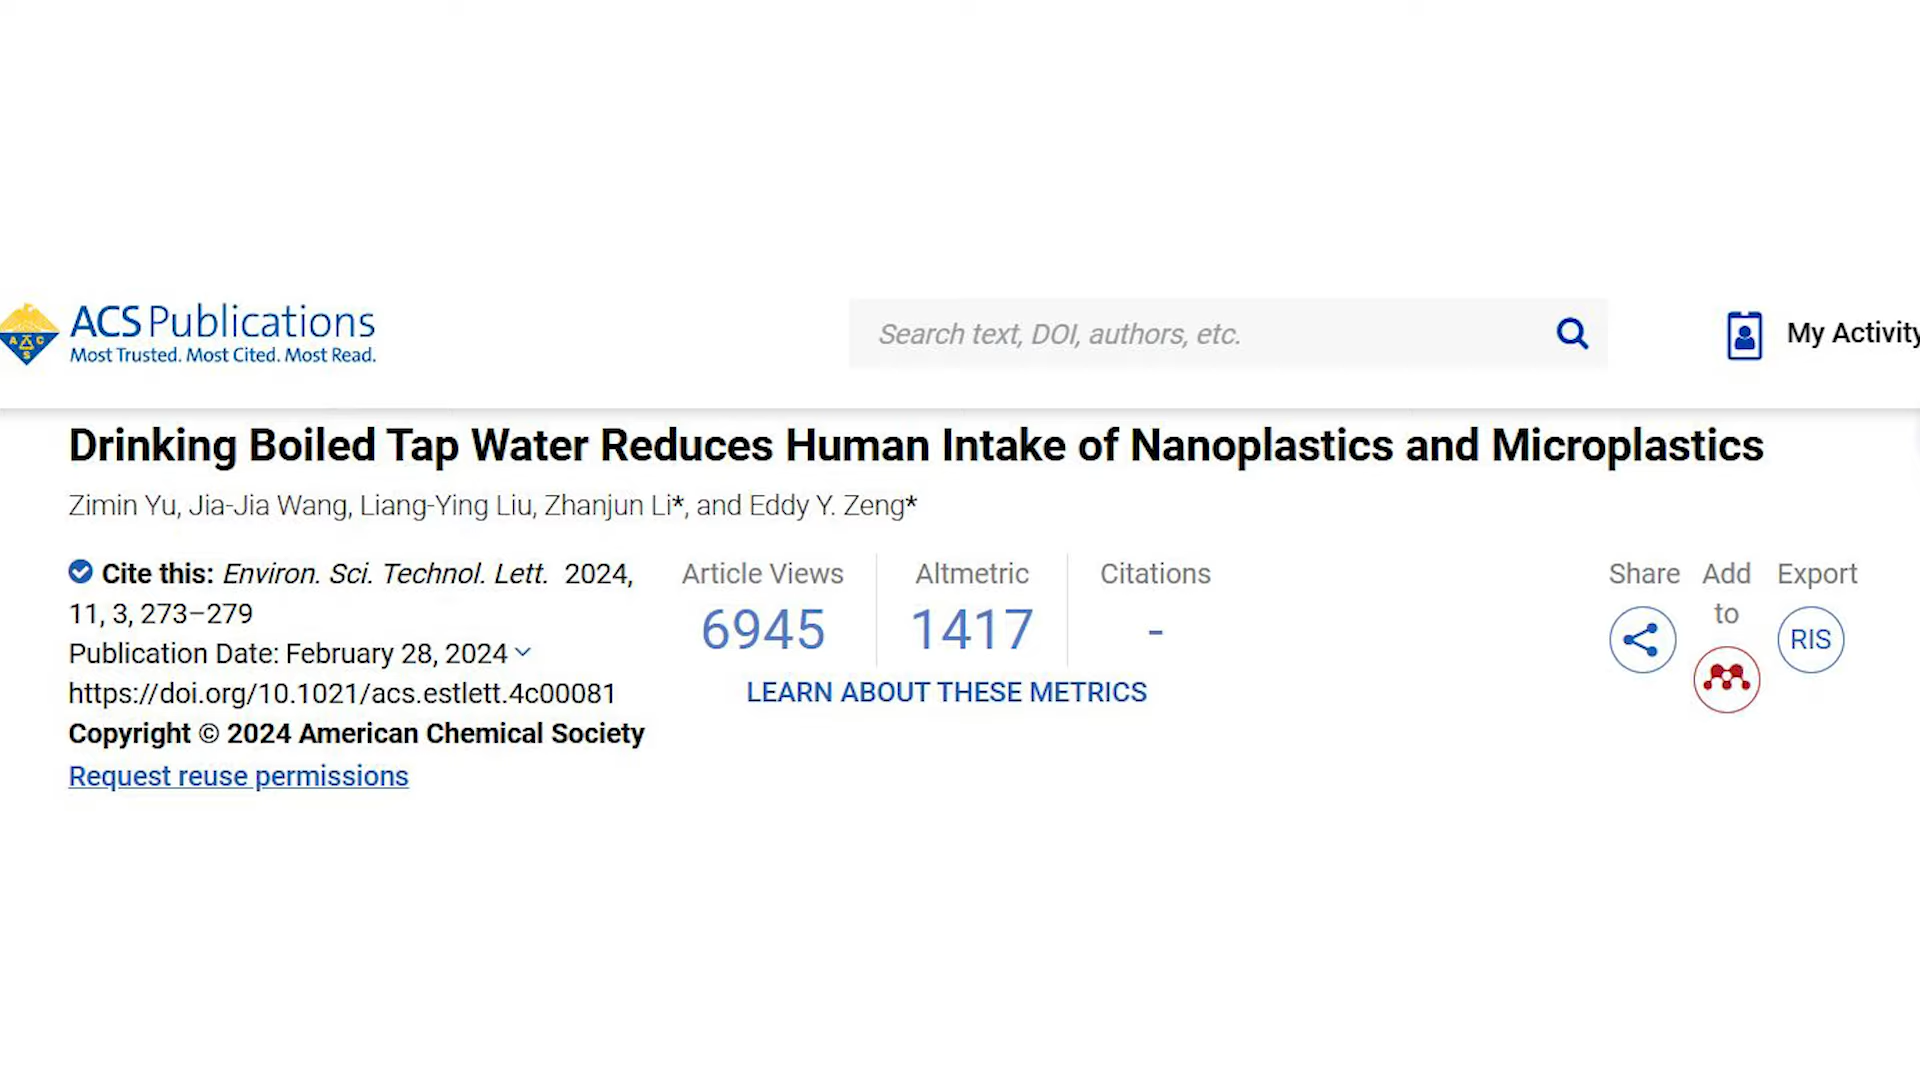 ACS Publications
Most Trusted. Most Cited. Most Read.
A C S
Search text, DOI, authors, etc.
My Activity
Drinking Boiled Tap Water Reduces Human Intake of Nanoplastics and Microplastics
Zimin Yu, Jia-Jia Wang, Liang-Ying Liu, Zhanjun Li*, and Eddy Y. Zeng*
Cite this: Environ. Sci. Technol. Lett. 2024,
11, 3, 273–279
Publication Date: February 28, 2024
https://doi.org/10.1021/acs.estlett.4c00081
Copyright © 2024 American Chemical Society
Request reuse permissions
Article Views
6945
Altmetric
1417
Citations
-
LEARN ABOUT THESE METRICS
Share
Add
to
Export
RIS